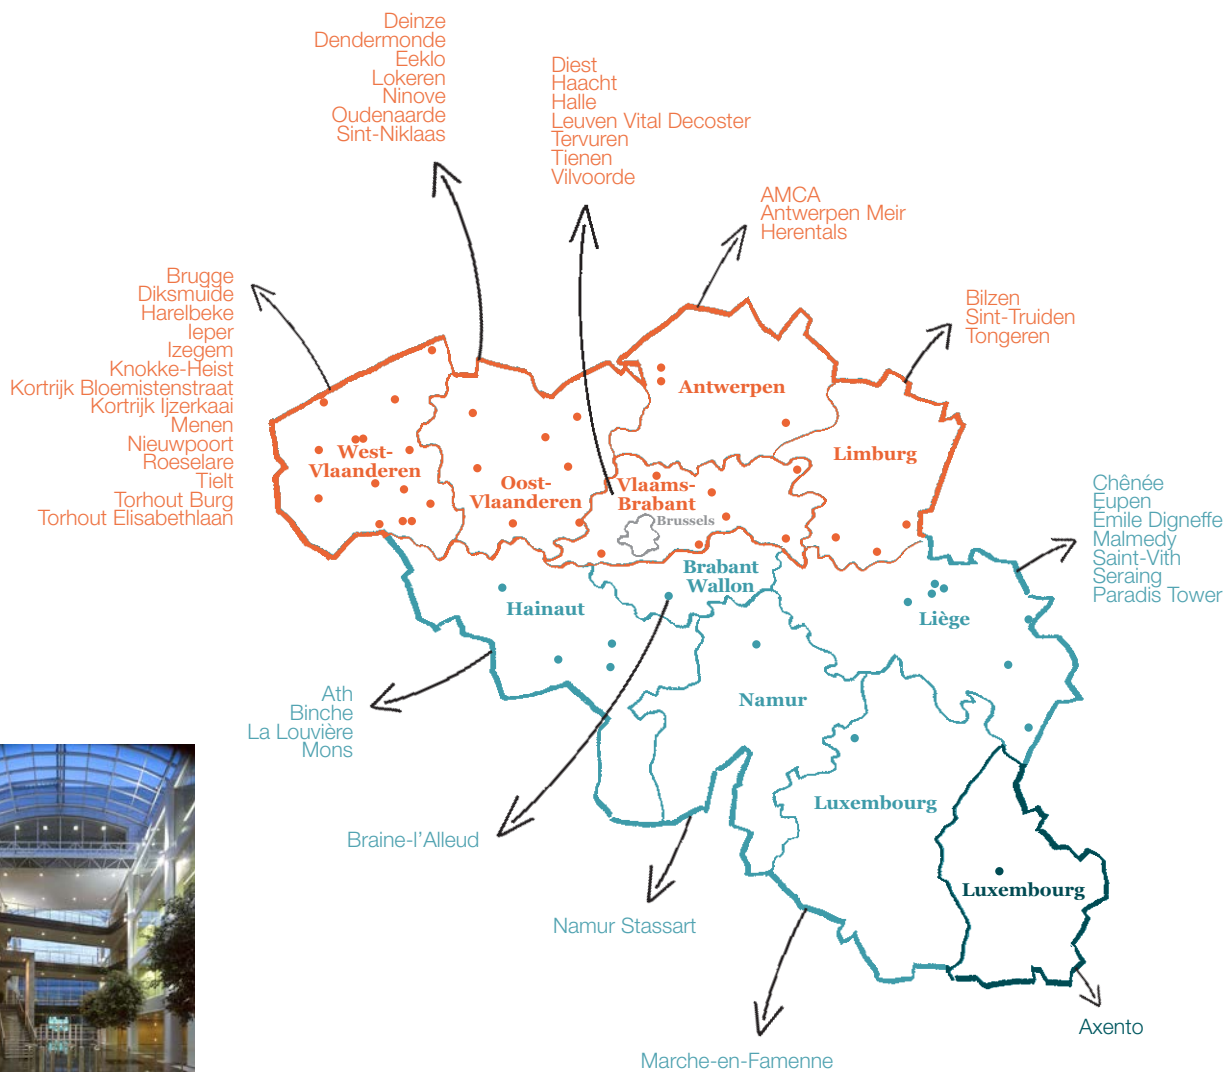 Deinze
Dendermonde
Eeklo
Lokeren
Ninove
Oudenaarde
Sint-Niklaas
Diest
Haacht
Halle
Leuven Vital Decoster
Tervuren
Tienen
Vilvoorde
AMCA
Antwerpen Meir
Herentals
Bilzen
Sint-Truiden
Tongeren
Brugge
Diksmuide
Harelbeke
Ieper
Izegem
Knokke-Heist
Kortrijk Bloemistenstraat
Kortrijk Ijzerkaai
Menen
Nieuwpoort
Roeselare
Tielt
Torhout Burg
Torhout Elisabethlaan
Antwerpen
West-
Vlaanderen
Oost-
Vlaanderen
Vlaams-
Brabant
Brussels
Limburg
Chênée
Eupen
Émile Digneffe
Malmedy
Saint-Vith
Seraing
Paradis Tower
Brabant
Wallon
Hainaut
Liège
Namur
Luxembourg
Luxembourg
Ath
Binche
La Louvière
Mons
Braine-l'Alleud
Namur Stassart
Marche-en-Famenne
Axento